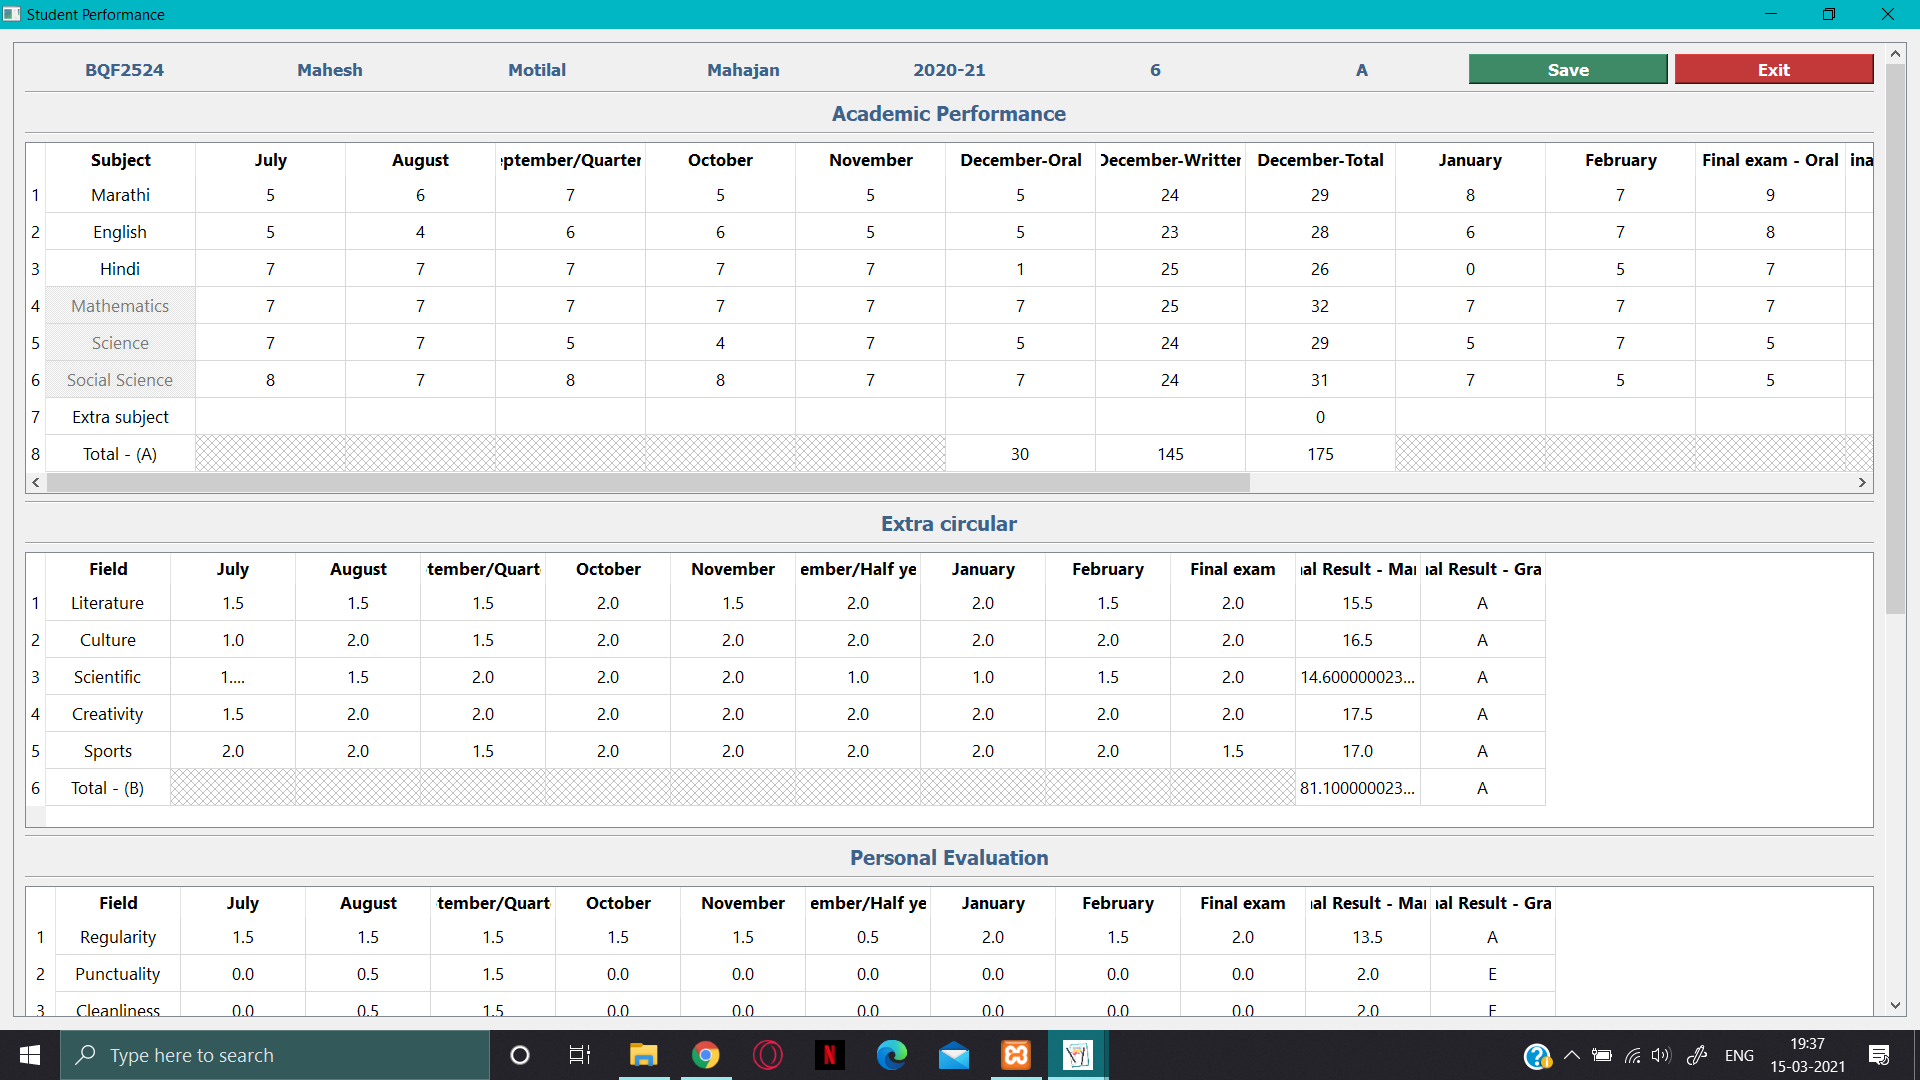 Student Performance
BQF2524 Mahesh Motilal Mahajan 2020-21 6 A Save Exit
Academic Performance
Subject July August eptember/Quarter October November December-Oral December-Written December-Total January February Final exam - Oral ina
1 Marathi 5 6 7 5 5 5 24 29 8 7 9
2 English 5 4 6 6 5 5 23 28 6 7 8
3 Hindi 7 7 7 7 7 1 25 26 0 5 7
4 Mathematics 7 7 7 7 7 7 25 32 7 7 7
5 Science 7 7 5 4 7 5 24 29 5 7 5
6 Social Science 8 7 8 8 7 7 24 31 7 5 5
7 Extra subject 0
8 Total - (A) 30 145 175
Extra circular
Field July August tember/Quart October November ember/Half ye January February Final exam al Result - Mar al Result - Gra
1 Literature 1.5 1.5 1.5 2.0 1.5 2.0 2.0 1.5 2.0 15.5 A
2 Culture 1.0 2.0 1.5 2.0 2.0 2.0 2.0 2.0 2.0 16.5 A
3 Scientific 1.... 1.5 2.0 2.0 2.0 1.0 1.0 1.5 2.0 14.600000023... A
4 Creativity 1.5 2.0 2.0 2.0 2.0 2.0 2.0 2.0 2.0 17.5 A
5 Sports 2.0 2.0 1.5 2.0 2.0 2.0 2.0 2.0 1.5 17.0 A
6 Total - (B) 81.100000023... A
Personal Evaluation
Field July August tember/Quart October November ember/Half ye January February Final exam al Result - Mar al Result - Gra
1 Regularity 1.5 1.5 1.5 1.5 1.5 0.5 2.0 1.5 2.0 13.5 A
2 Punctuality 0.0 0.5 1.5 0.0 0.0 0.0 0.0 0.0 0.0 2.0 E
3 Cleanliness 0.0 0.5 1.5 0.0 0.0 0.0 0.0 0.0 0.0 2.0 E
Type here to search
N
ENG
19:37
15-03-2021